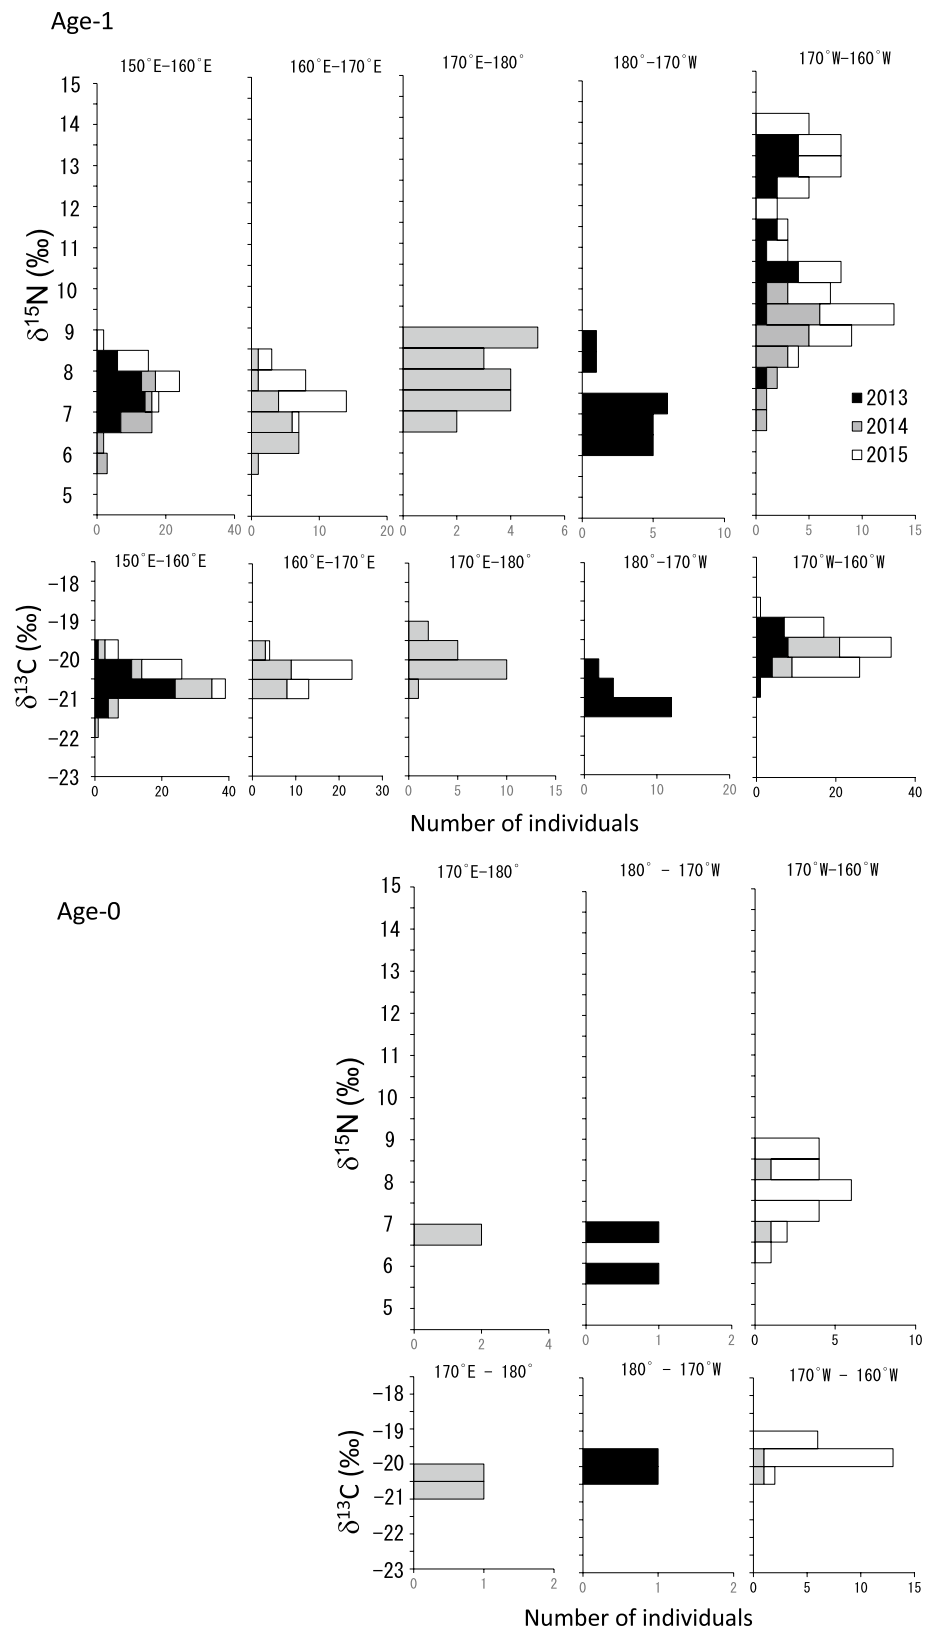 Age-1
150°E-160°E
160°E-170°E
170°E-180°
180°-170°W
170°W-160°W
15
14
13
12
11
10
9
8
7
6
5
δ15N (‰)
2013
2014
2015
0 20 40
0 10 20
0 2 4 6
0 5 10
0 5 10 15
150°E-160°E
160°E-170°E
170°E-180°
180°-170°W
170°W-160°W
-18
-19
-20
-21
-22
-23
δ13C (‰)
0 20 40
0 10 20 30
0 5 10 15
0 10 20
0 20 40
Number of individuals
Age-0
170°E-180°
180° - 170°W
170°W-160°W
15
14
13
12
11
10
9
8
7
6
5
δ15N (‰)
0 2 4
0 1 2
0 5 10
170°E - 180°
180° - 170°W
170°W - 160°W
-18
-19
-20
-21
-22
-23
δ13C (‰)
0 1 2
0 1 2
0 5 10 15
Number of individuals